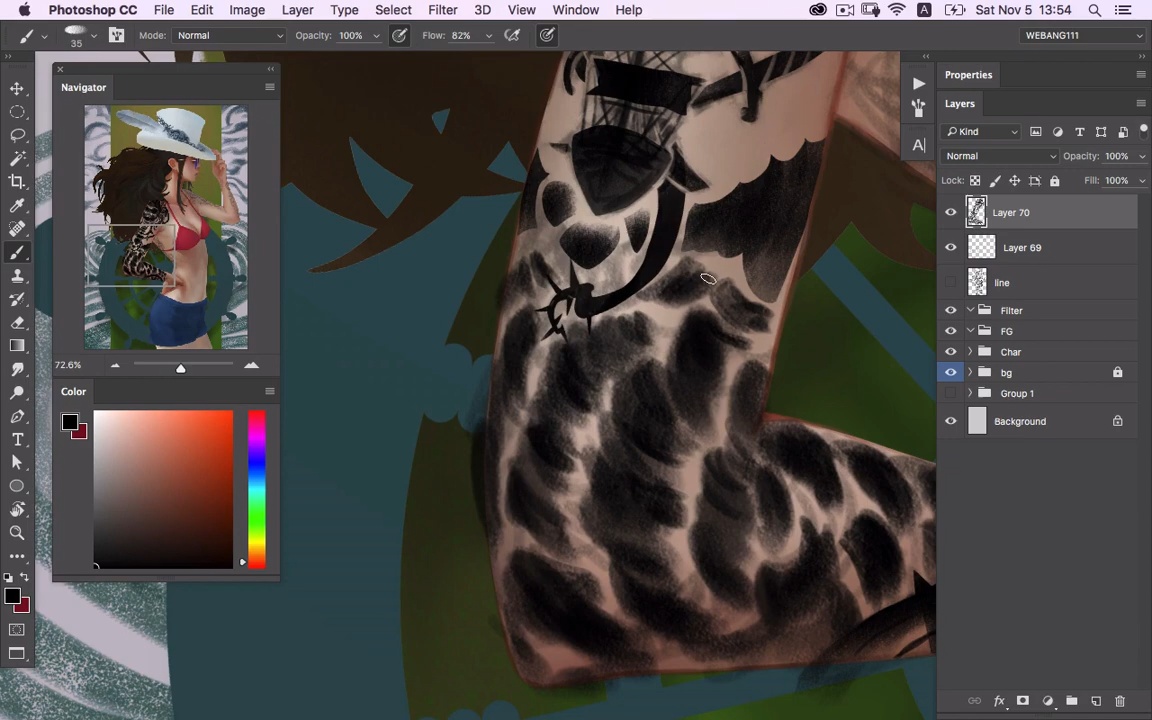 Photoshop CC File Edit Image Layer Type Select Filter 3D View Window Help A Sat Nov 5 13:54
35 Mode: Normal Opacity: 100% Flow: 82% WEBANG111
Navigator
72.6%
Color
Properties
Layers
Kind
Normal Opacity: 100%
Lock: Fill: 100%
Layer 70
Layer 69
line
Filter
FG
Char
bg
Group 1
Background